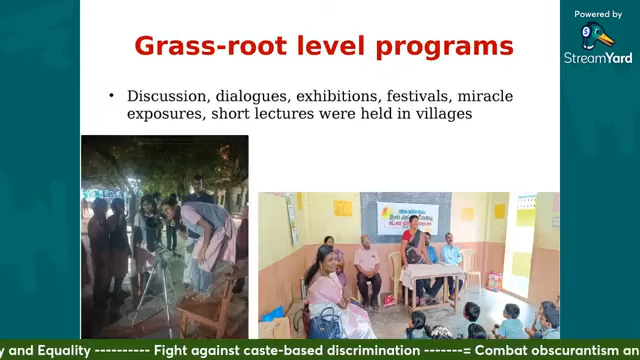 Powered by
StreamYard
Grass-root level programs
• Discussion, dialogues, exhibitions, festivals, miracle
exposures, short lectures were held in villages
y and Equality ---------- Fight against caste-based discrimination -------= Combat obscurantism an